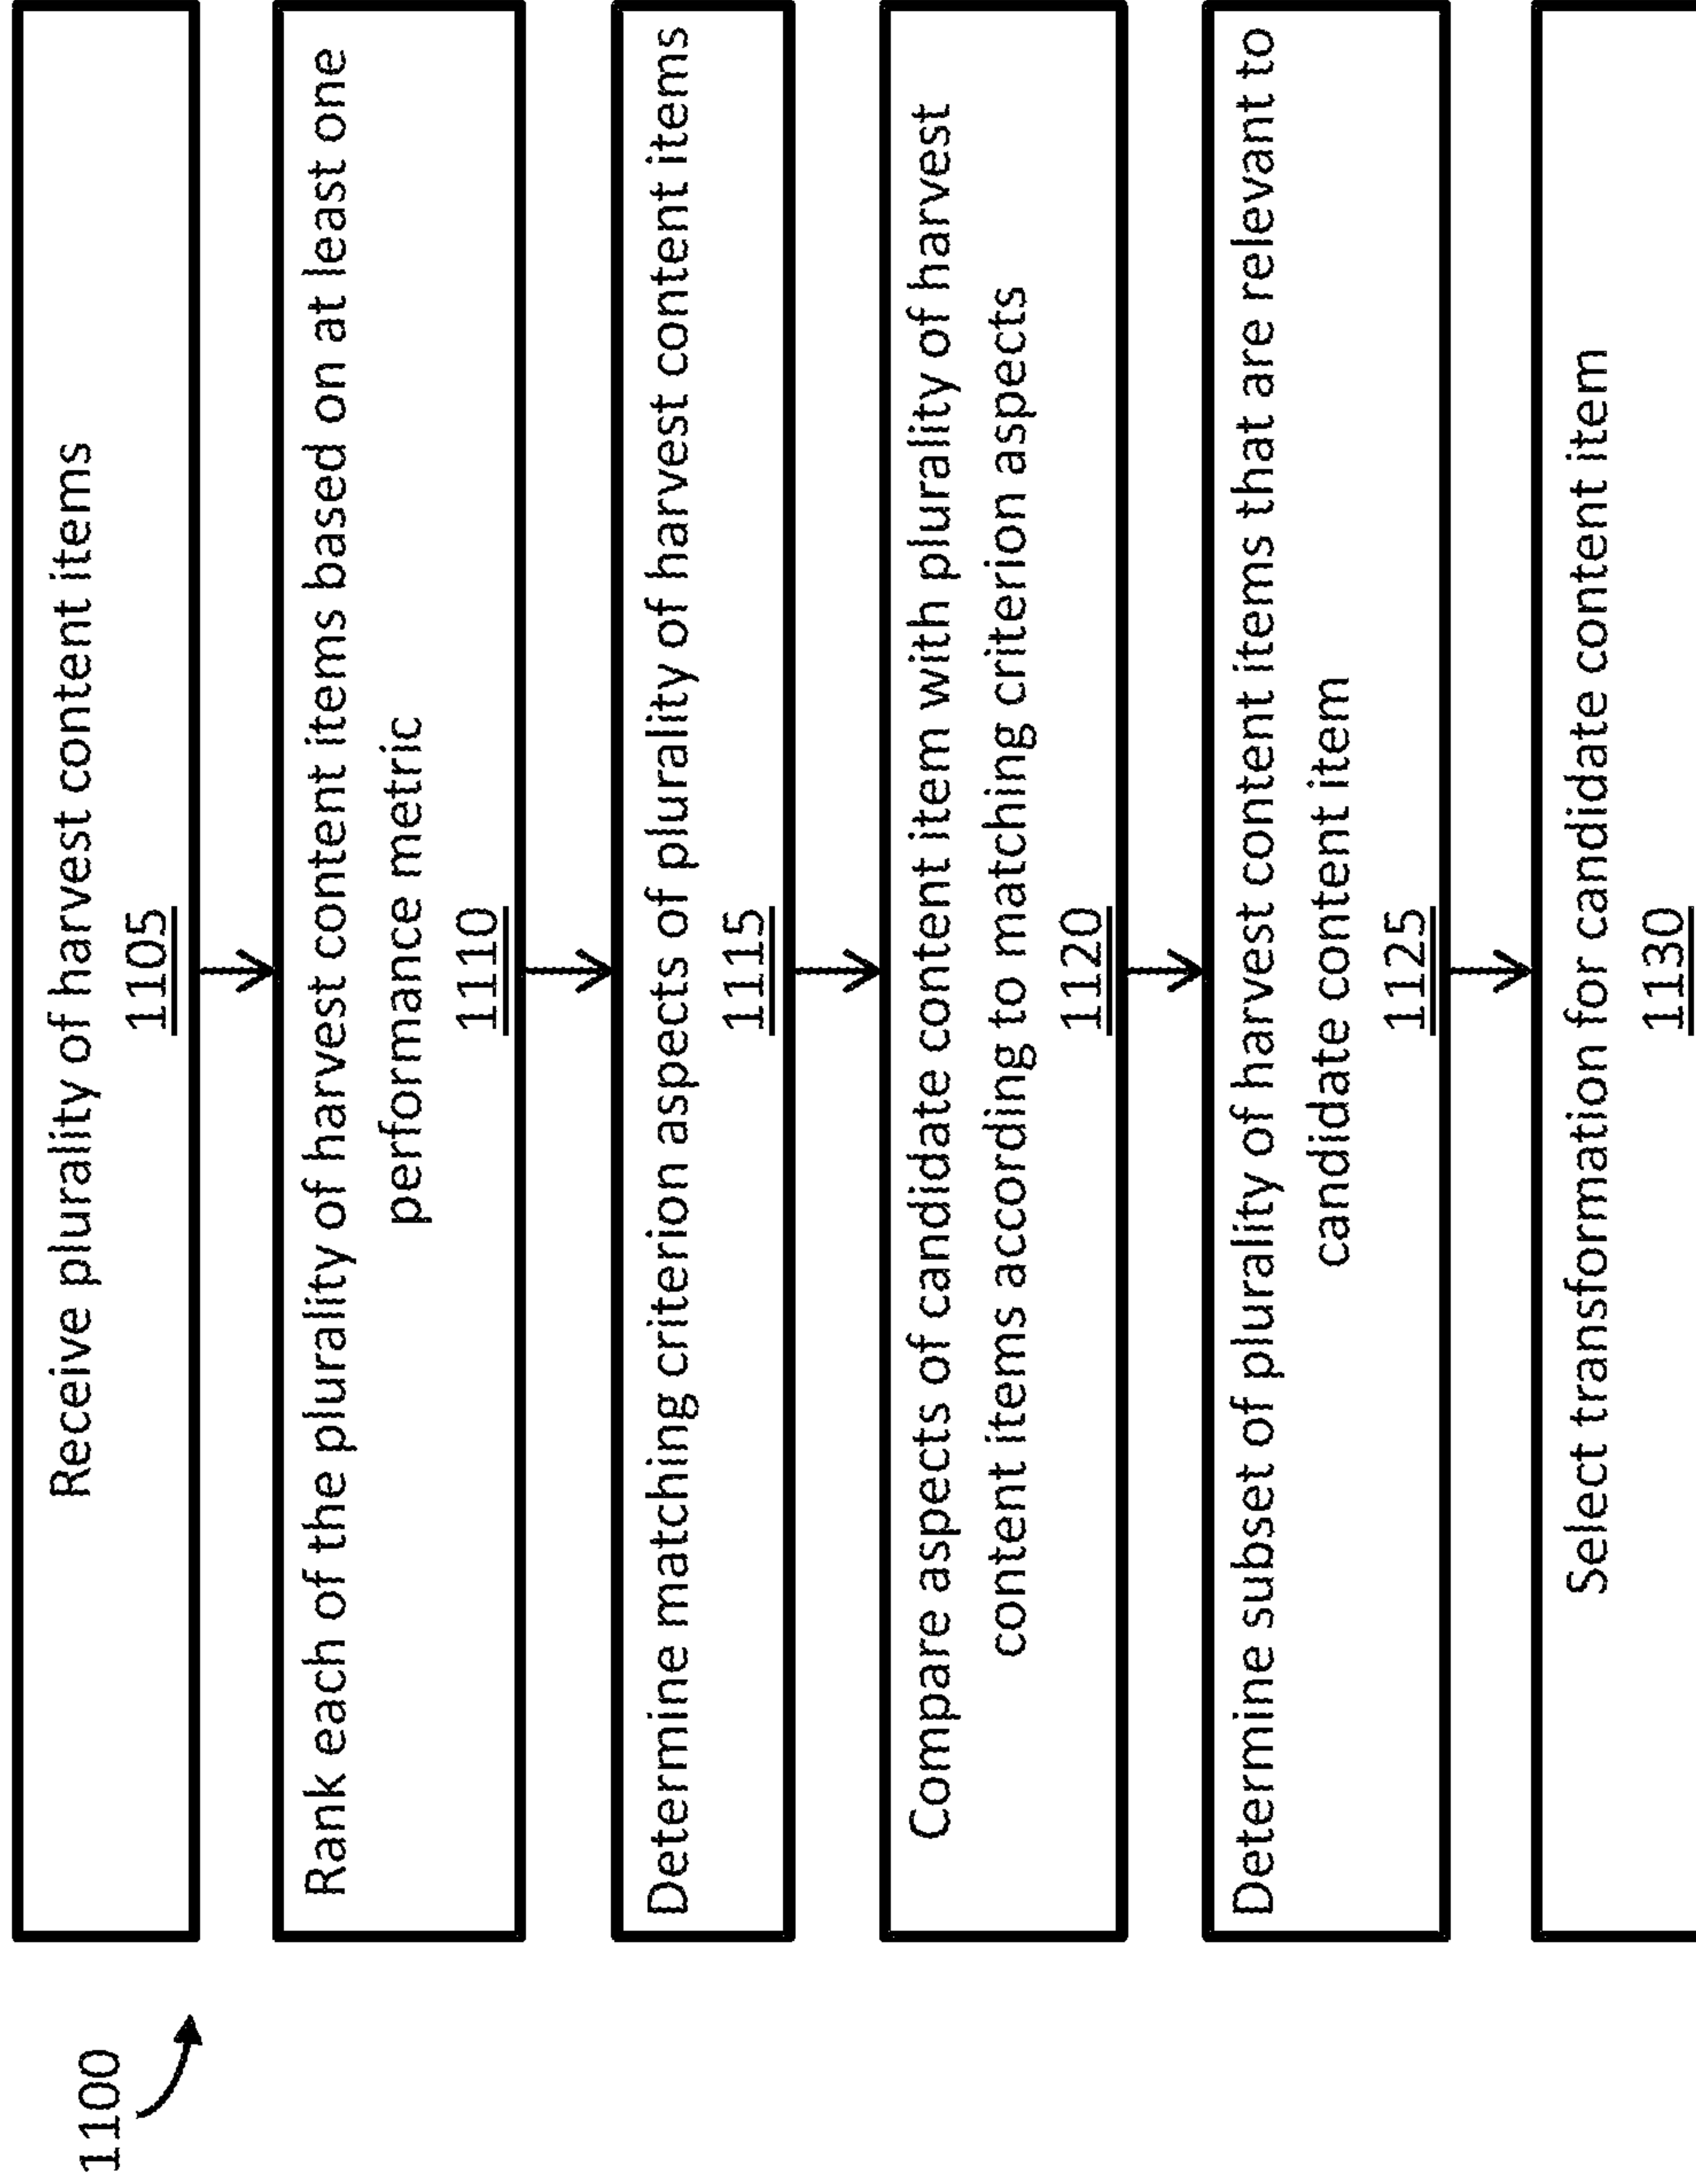 1100
Receive plurality of harvest content items
1105
Rank each of the plurality of harvest content items based on at least one
performance metric
1110
Determine matching criterion aspects of plurality of harvest content items
1115
Compare aspects of candidate content item with plurality of harvest
content items according to matching criterion aspects
1120
Determine subset of plurality of harvest content items that are relevant to
candidate content item
1125
Select transformation for candidate content item
1130